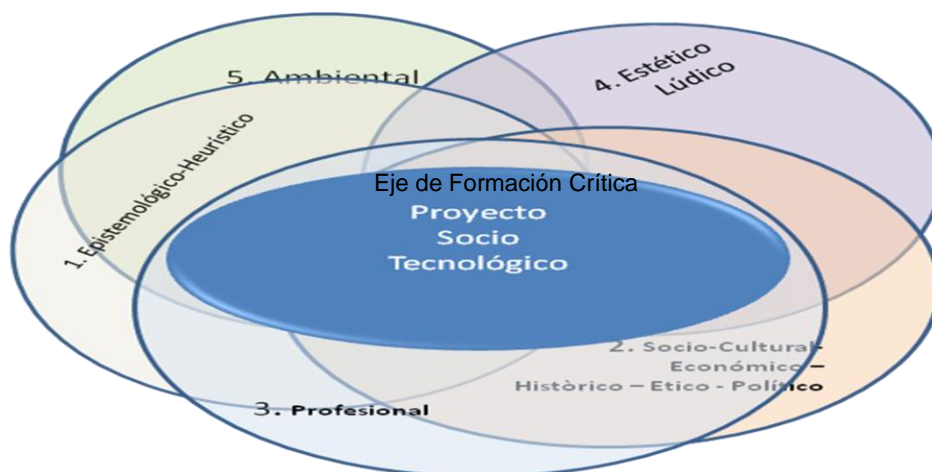 5. Ambiental
4. Estético
Lúdico
1. Epistemológico-Heurístico
Eje de Formación Crítica
Proyecto
Socio
Tecnológico
2. Socio-Cultural-
Económico –
Històrico – Etico - Político
3. Profesional